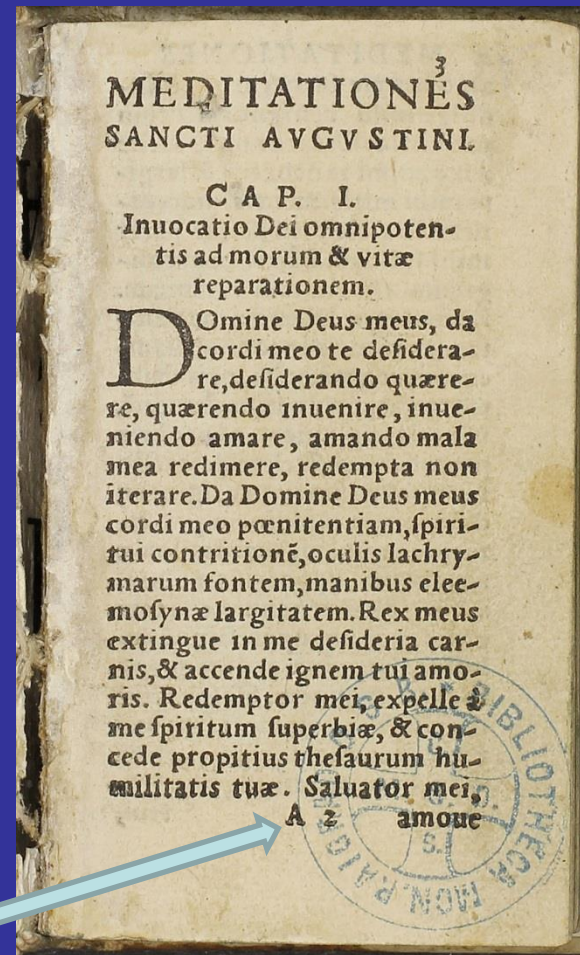 3
MEDITATIONES
SANCTI AVGVSTINI.
CAP. I.
Inuocatio Dei omnipoten-
tis ad morum & vitæ
reparationem.
DOmine Deus meus, da
cordi meo te deſidera-
re, deſiderando quære-
re, quærendo inuenire, inue-
niendo amare, amando mala
mea redimere, redempta non
iterare. Da Domine Deus meus
cordi meo pœnitentiam, ſpiri-
tui contritionẽ, oculis lachry-
marum fontem, manibus elee-
moſynæ largitatem. Rex meus
extingue in me deſideria car-
nis, & accende ignem tui amo-
ris. Redemptor mei, expelle à
me ſpiritum ſuperbiæ, & con-
cede propitius theſaurum hu-
militatis tuæ. Saluator mei,
A 2 amoue
BIBLIOTHECA MON.